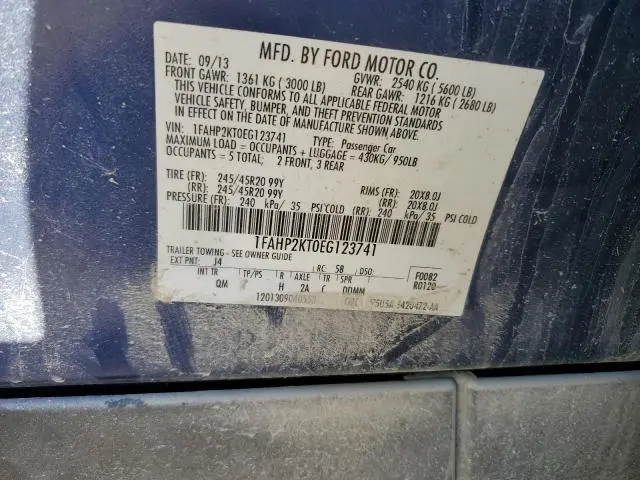 MFD. BY FORD MOTOR CO.
DATE: 09/13 GVWR: 2540 KG (5600 LB)
FRONT GAWR: 1361 KG (3000 LB) REAR GAWR: 1216 KG (2680 LB)
THIS VEHICLE CONFORMS TO ALL APPLICABLE FEDERAL MOTOR
VEHICLE SAFETY, BUMPER, AND THEFT PREVENTION STANDARDS
IN EFFECT ON THE DATE OF MANUFACTURE SHOWN ABOVE.
VIN: 1FAHP2KT0EG123741 TYPE: Passenger Car
MAXIMUM LOAD = OCCUPANTS + LUGGAGE = 430KG/950LB
OCCUPANTS = 5 TOTAL; 2 FRONT, 3 REAR
TIRE (FR): 245/45R20 99Y RIMS (FR): 20X8.0J
(RR): 245/45R20 99Y (RR): 20X8.0J
PRESSURE (FR): 240 kPa/ 35 PSI COLD (RR): 240 kPa/ 35 PSI COLD
1FAHP2KT0EG123741
TRAILER TOWING - SEE OWNER GUIDE
EXT PNT: J4 RC: 5B DSO: F0082
INT TR TP/PS R AXLE TR SPR R0120
QM H 2A C DDMM